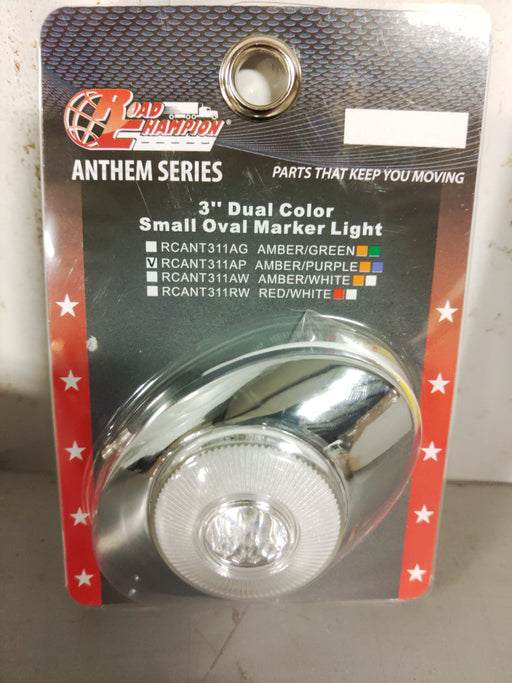 ROAD CHAMPION®
ANTHEM SERIES
PARTS THAT KEEP YOU MOVING
3'' Dual Color
Small Oval Marker Light
RCANT311AG AMBER/GREEN
RCANT311AP AMBER/PURPLE
RCANT311AW AMBER/WHITE
RCANT311RW RED/WHITE